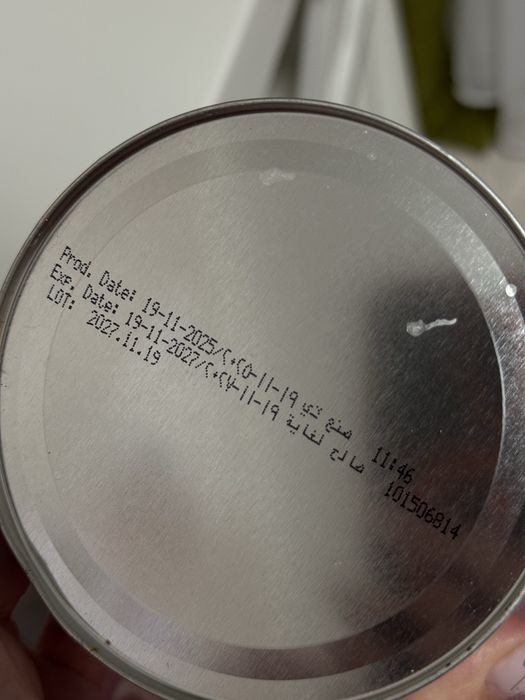 Prod. Date: 19-11-2025/٢٠٢٥-١١-١٩ صنع في 11:46
Exp. Date: 19-11-2027/٢٠٢٧-١١-١٩ صالح لغاية 101506814
LOT: 2027.11.19